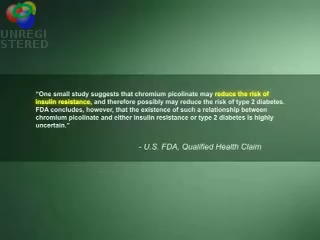 UNREGI
STERED
"One small study suggests that chromium picolinate may reduce the risk of
insulin resistance, and therefore possibly may reduce the risk of type 2 diabetes.
FDA concludes, however, that the existence of such a relationship between
chromium picolinate and either insulin resistance or type 2 diabetes is highly
uncertain."
- U.S. FDA, Qualified Health Claim